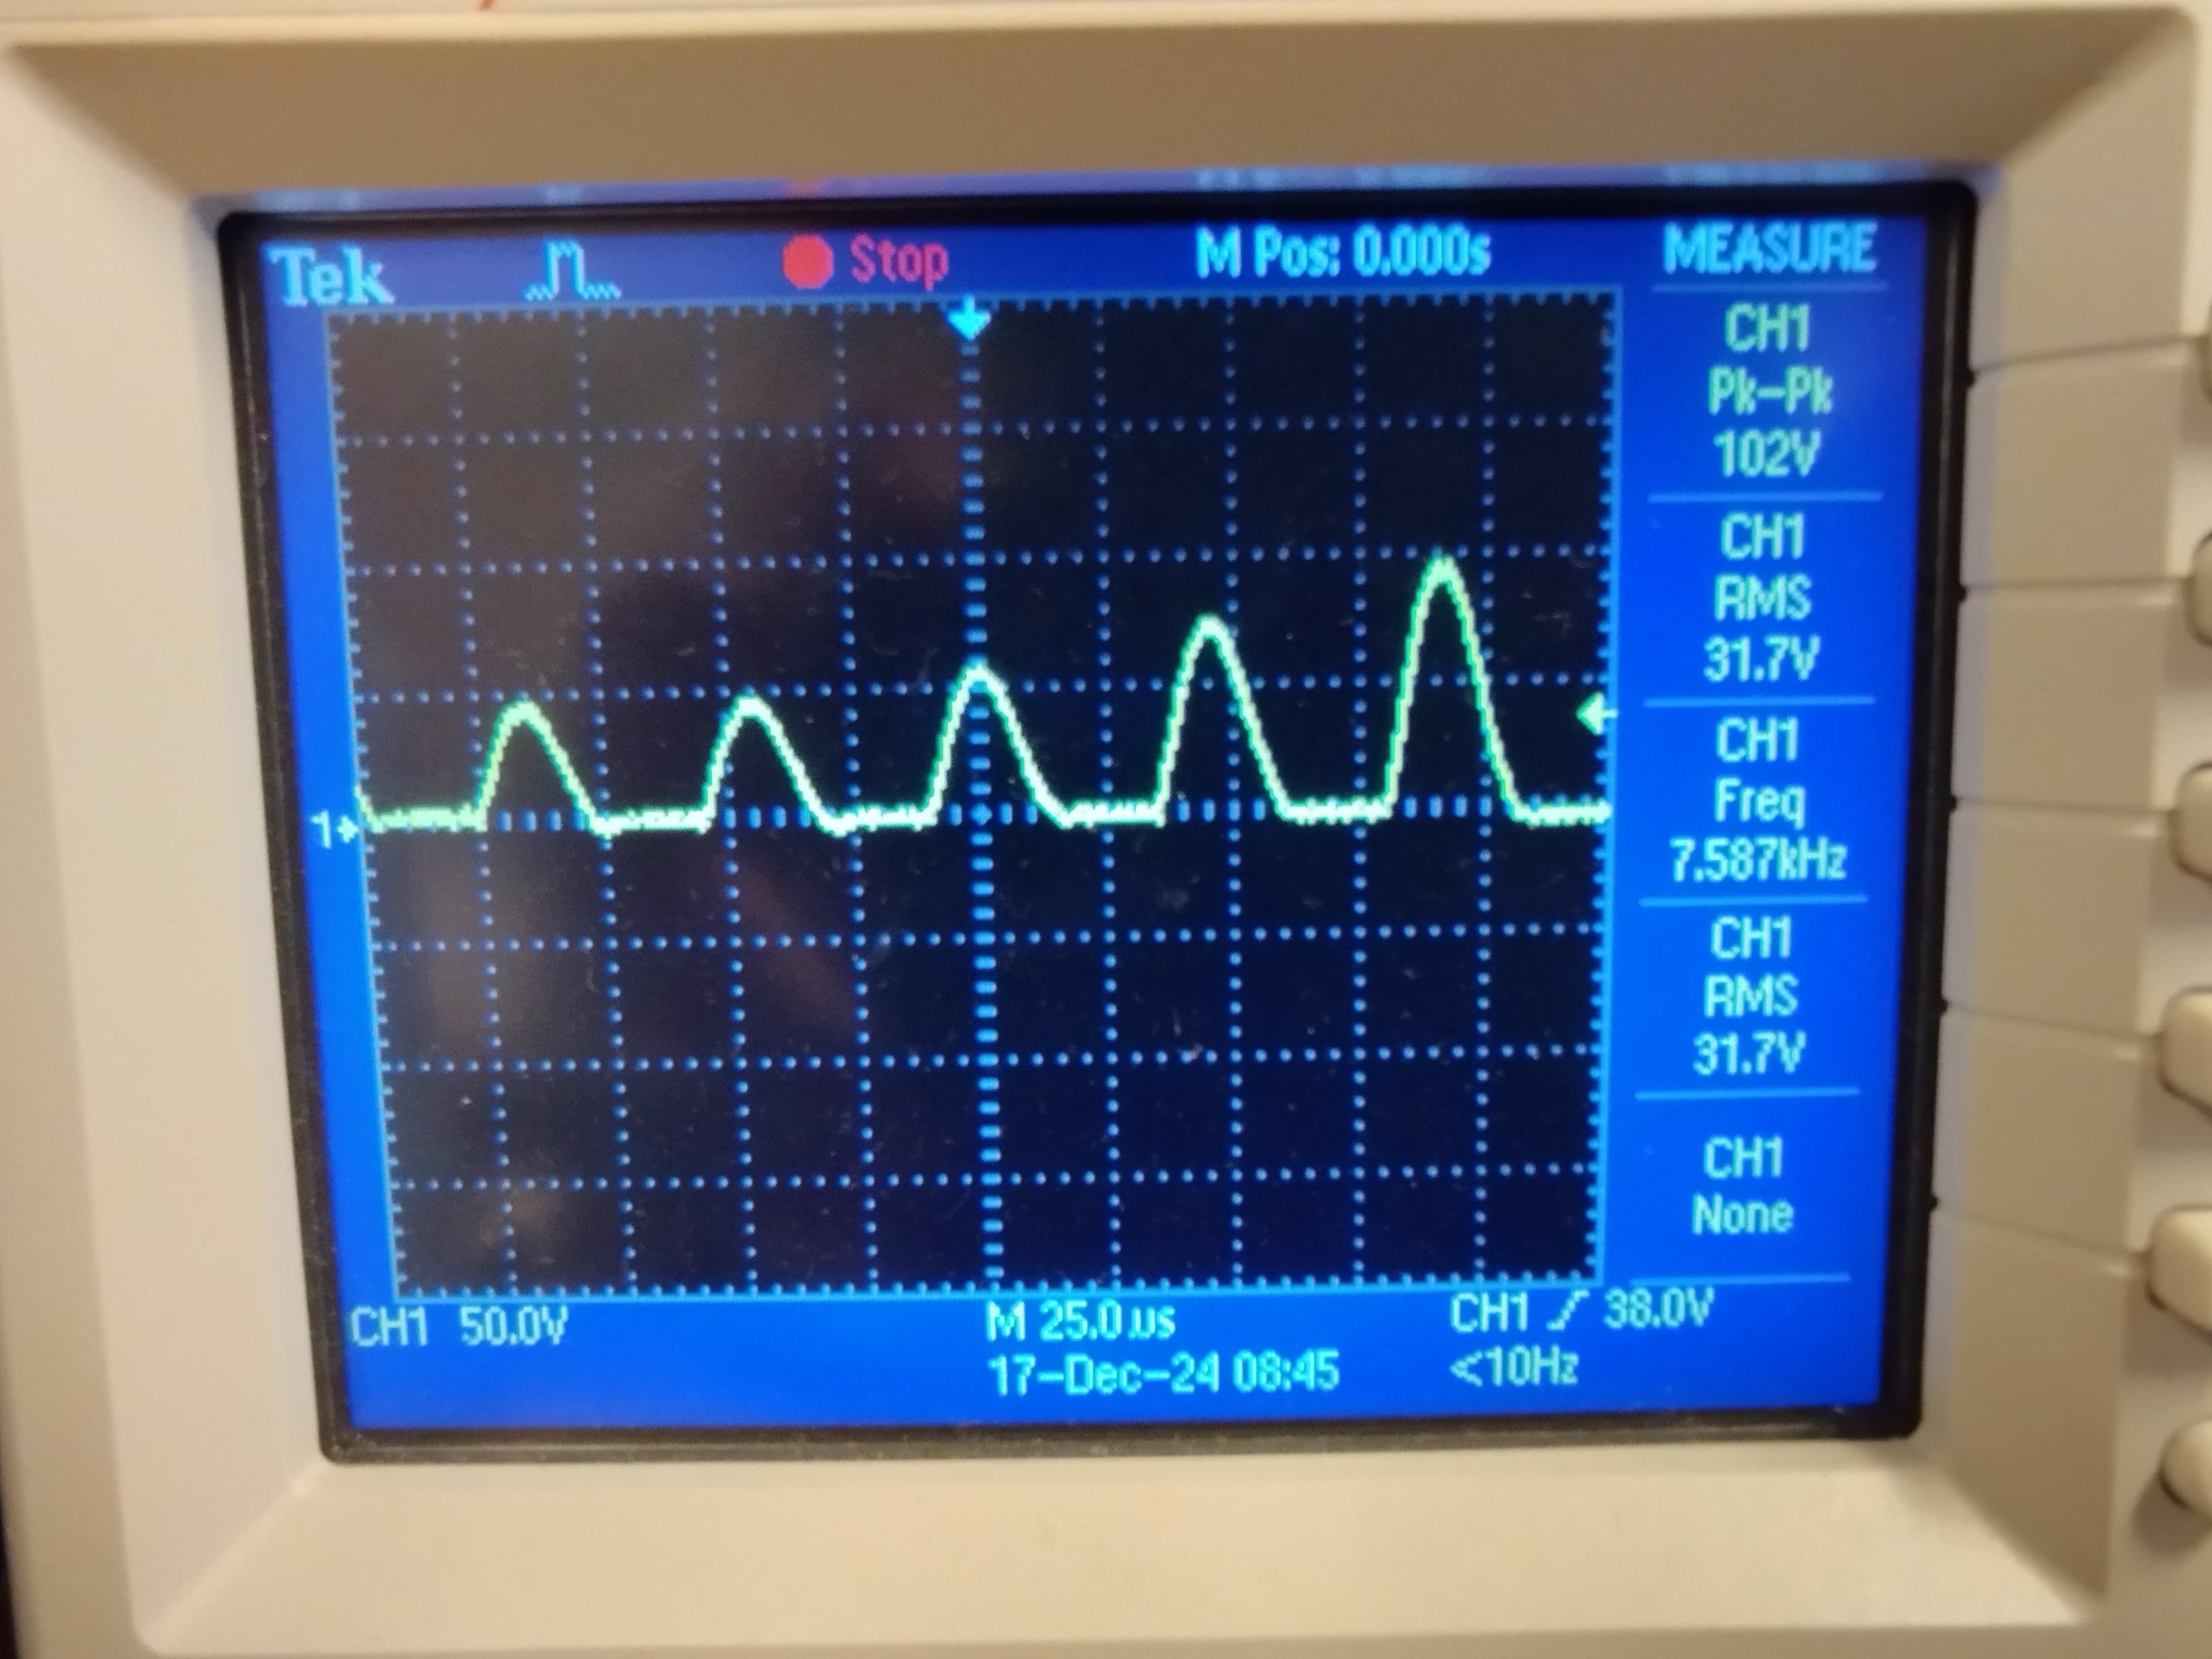 Tek Stop M Pos: 0.000s MEASURE
CH1
Pk-Pk
102V
CH1
RMS
31.7V
CH1
Freq
7.587kHz
CH1
RMS
31.7V
CH1
None
1
CH1 50.0V M 25.0µs CH1 38.0V
17-Dec-24 08:45 <10Hz